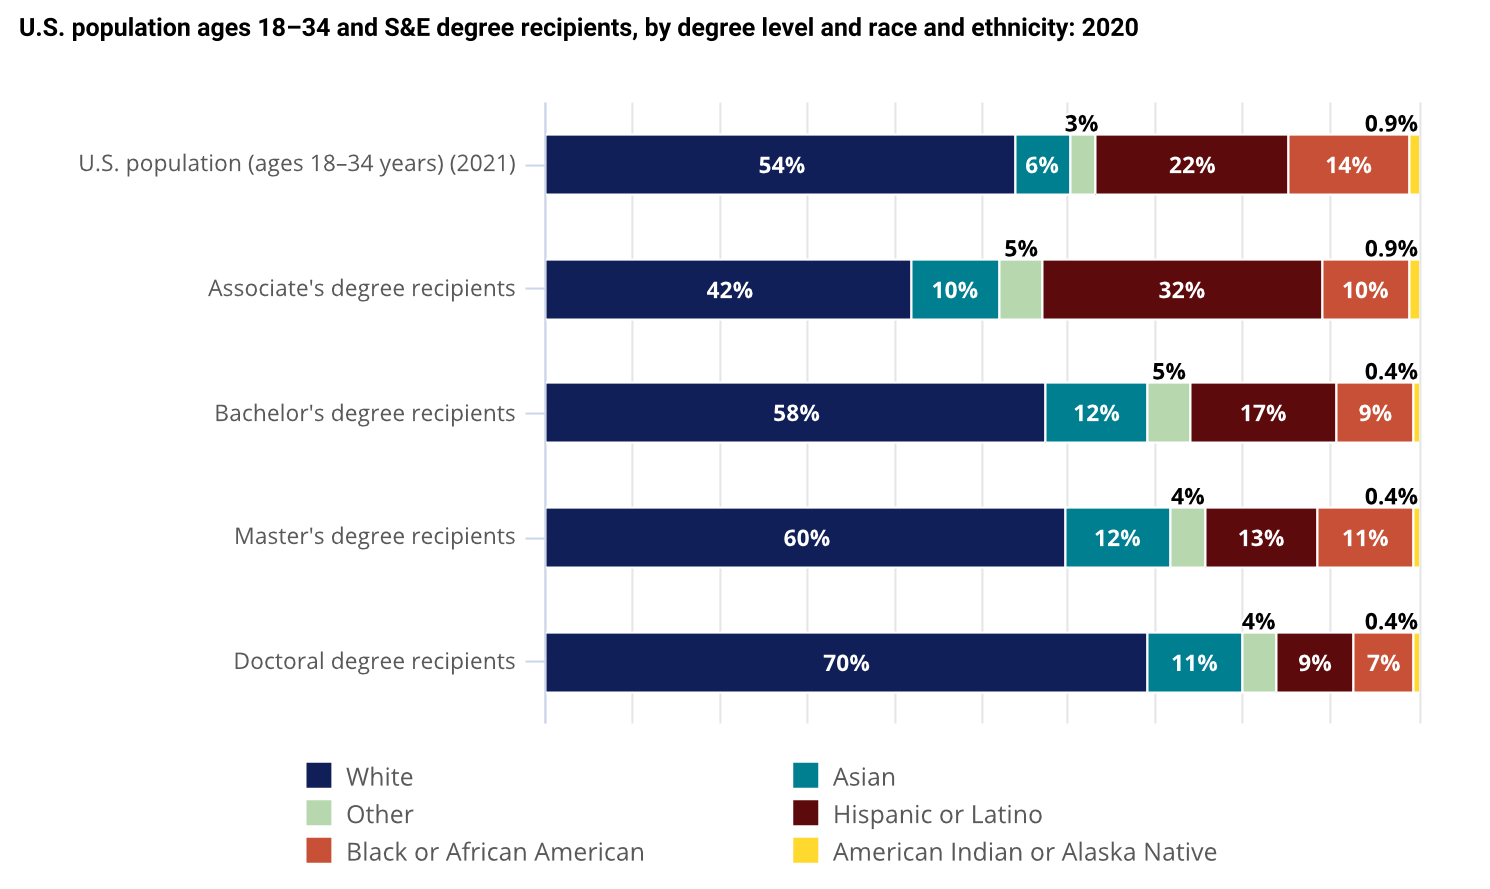 U.S. population ages 18–34 and S&E degree recipients, by degree level and race and ethnicity: 2020
3% 0.9%
U.S. population (ages 18–34 years) (2021) 54% 6% 22% 14%
5% 0.9%
Associate's degree recipients 42% 10% 32% 10%
5% 0.4%
Bachelor's degree recipients 58% 12% 17% 9%
4% 0.4%
Master's degree recipients 60% 12% 13% 11%
4% 0.4%
Doctoral degree recipients 70% 11% 9% 7%
White Asian
Other Hispanic or Latino
Black or African American American Indian or Alaska Native